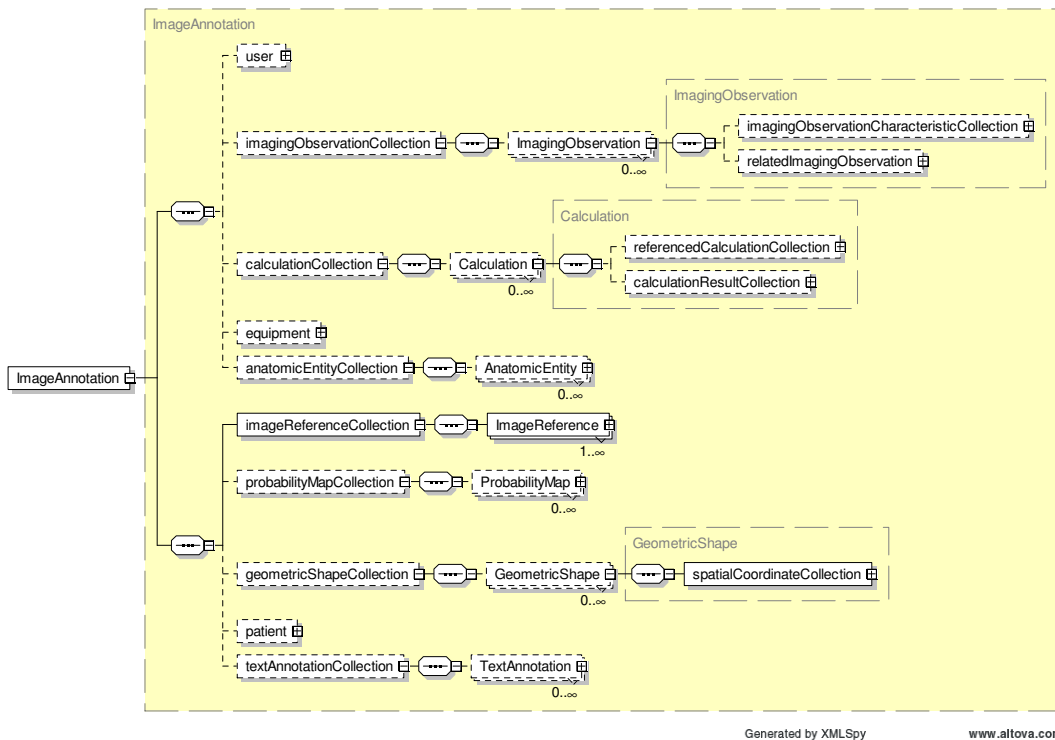 ImageAnnotation
user
ImagingObservation
imagingObservationCharacteristicCollection
imagingObservationCollection
ImagingObservation
relatedImagingObservation
0..∞
Calculation
referencedCalculationCollection
calculationCollection
Calculation
calculationResultCollection
0..∞
equipment
anatomicEntityCollection
AnatomicEntity
ImageAnnotation
0..∞
imageReferenceCollection
ImageReference
1..∞
probabilityMapCollection
ProbabilityMap
0..∞
GeometricShape
geometricShapeCollection
GeometricShape
spatialCoordinateCollection
0..∞
patient
textAnnotationCollection
TextAnnotation
0..∞
Generated by XMLSpy
www.altova.co